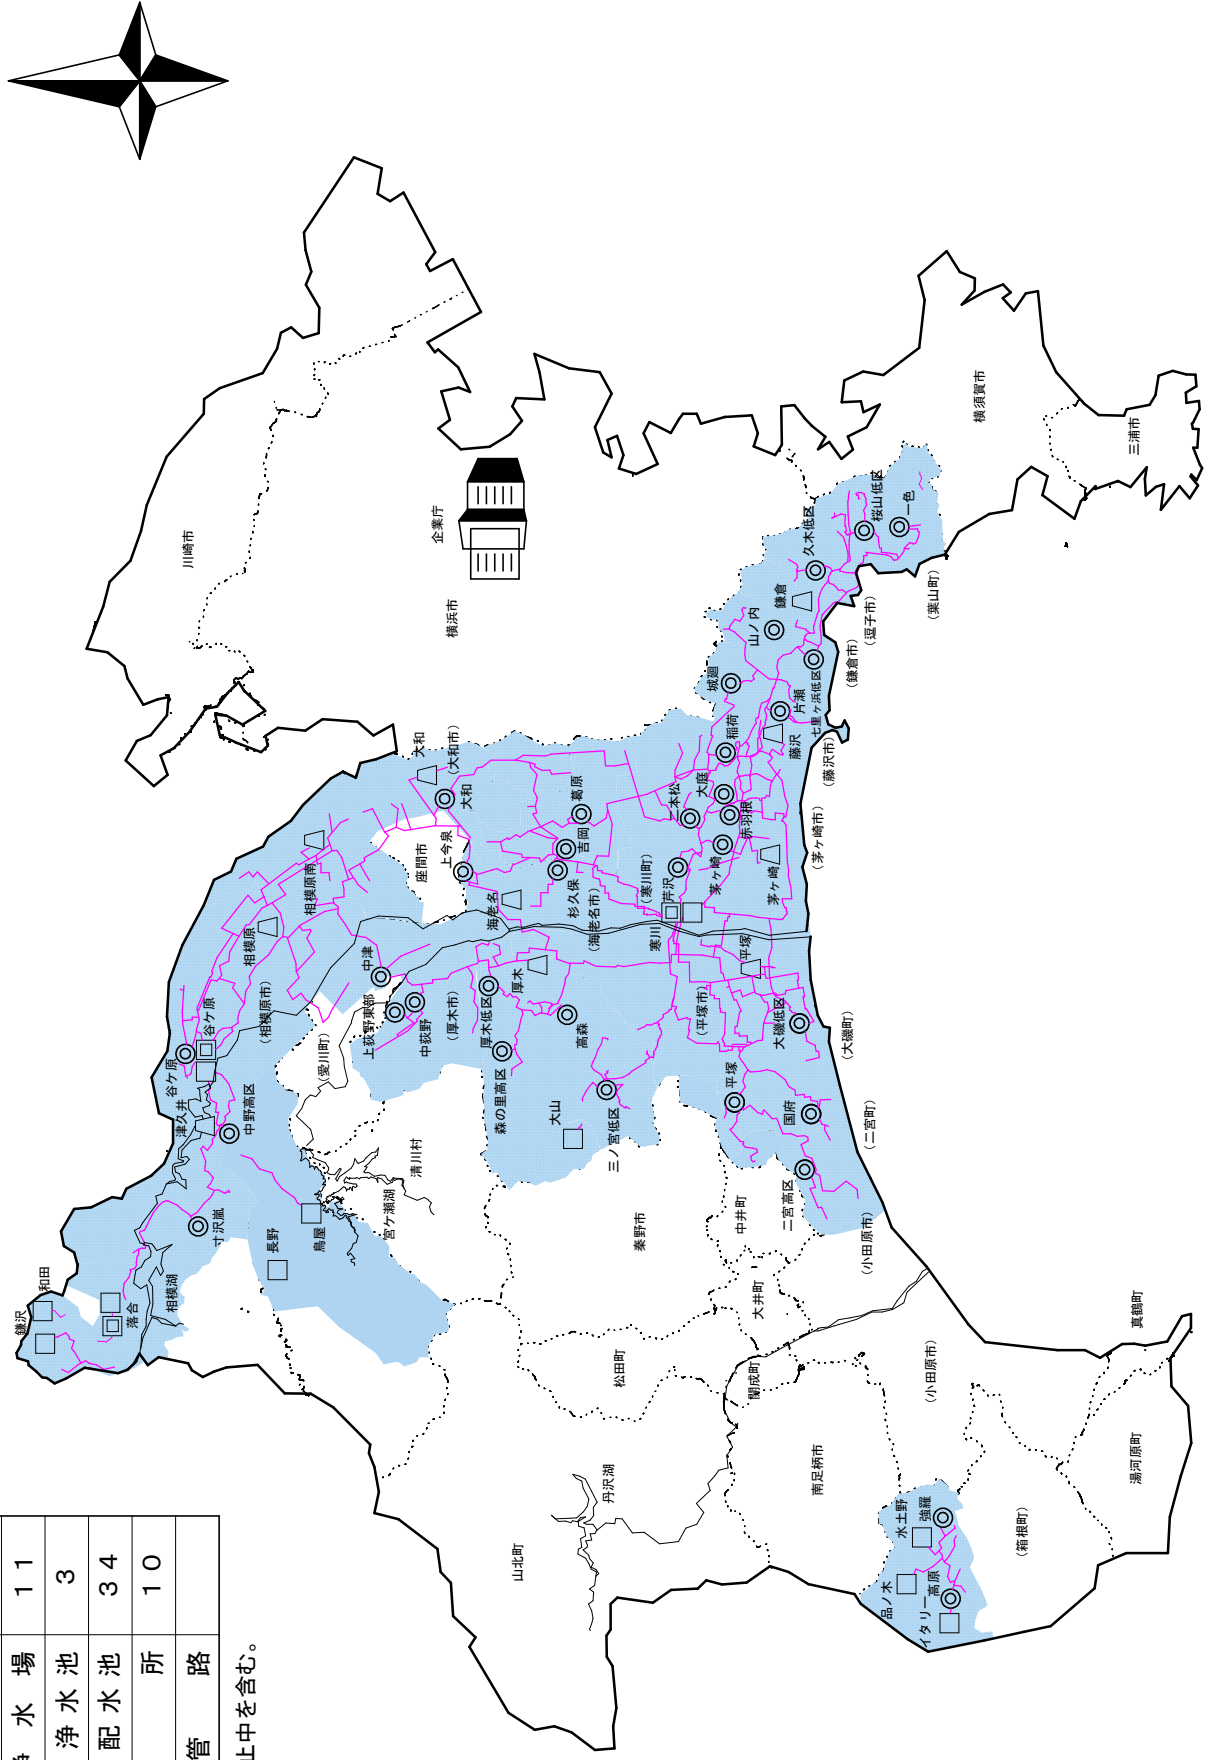 浄水場 11
浄水池 3
配水池 34
所 10
管路
止中を含む。
川崎市
企業庁
横浜市
横須賀市
三浦市
桜山低区
一色
久木低区
鎌倉
山ノ内
(葉山町)
(逗子市)
(鎌倉市)
七里ヶ浜低区
城廻
片瀬
藤沢
(藤沢市)
稲荷
大庭
二本松
赤羽根
茅ヶ崎
茅ヶ崎
(茅ヶ崎市)
芹沢
(寒川町)
寒川
大和
(大和市)
大和
葛原
吉岡
杉久保
(海老名市)
海老名
上今泉
座間市
相模原南
相模原
(相模原市)
中津
上荻野東部
中荻野
(厚木市)
厚木低区
厚木
高森
森の里高区
(愛川町)
谷ケ原
谷ケ原
津久井
中野高区
清川村
宮ケ瀬湖
鳥屋
長野
寸沢嵐
相模湖
落合
和田
鎌沢
大山
三ノ宮低区
(平塚市)
平塚
平塚
大磯低区
(大磯町)
国府
(二宮町)
二宮高区
(小田原市)
秦野市
中井町
大井町
松田町
開成町
丹沢湖
山北町
南足柄市
(小田原市)
真鶴町
湯河原町
(箱根町)
水土野
強羅
品ノ木
イタリー
高原